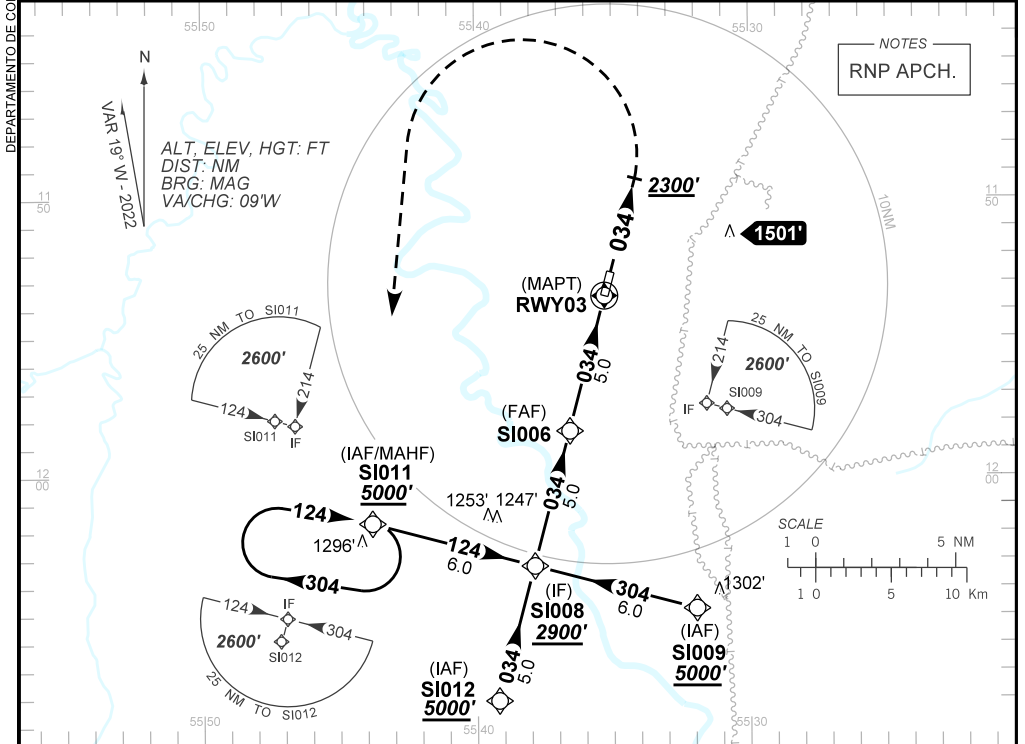 DEPARTAMENTO DE CO
55 50
55 40
55 30
NOTES
RNP APCH.
N
VAR 19° W - 2022
ALT, ELEV, HGT: FT
DIST: NM
BRG: MAG
VA/CHG: 09'W
11
50
11
50
2300'
034
10NM
1501'
(MAPT)
RWY03
25 NM TO SI011
2600'
214
124
SI011
IF
034
5.0
25 NM TO SI009
2600'
214
SI009
IF
304
(FAF)
SI006
(IAF/MAHF)
SI011
5000'
12
00
12
00
034
5.0
1253'
1247'
124
1296'
304
124
6.0
SCALE
1 0 5 NM
1 0 5 10 Km
(IF)
SI008
2900'
304
6.0
1302'
(IAF)
SI009
5000'
124
IF
304
2600'
SI012
25 NM TO SI012
034
5.0
(IAF)
SI012
5000'
55 50
55 40
55 30